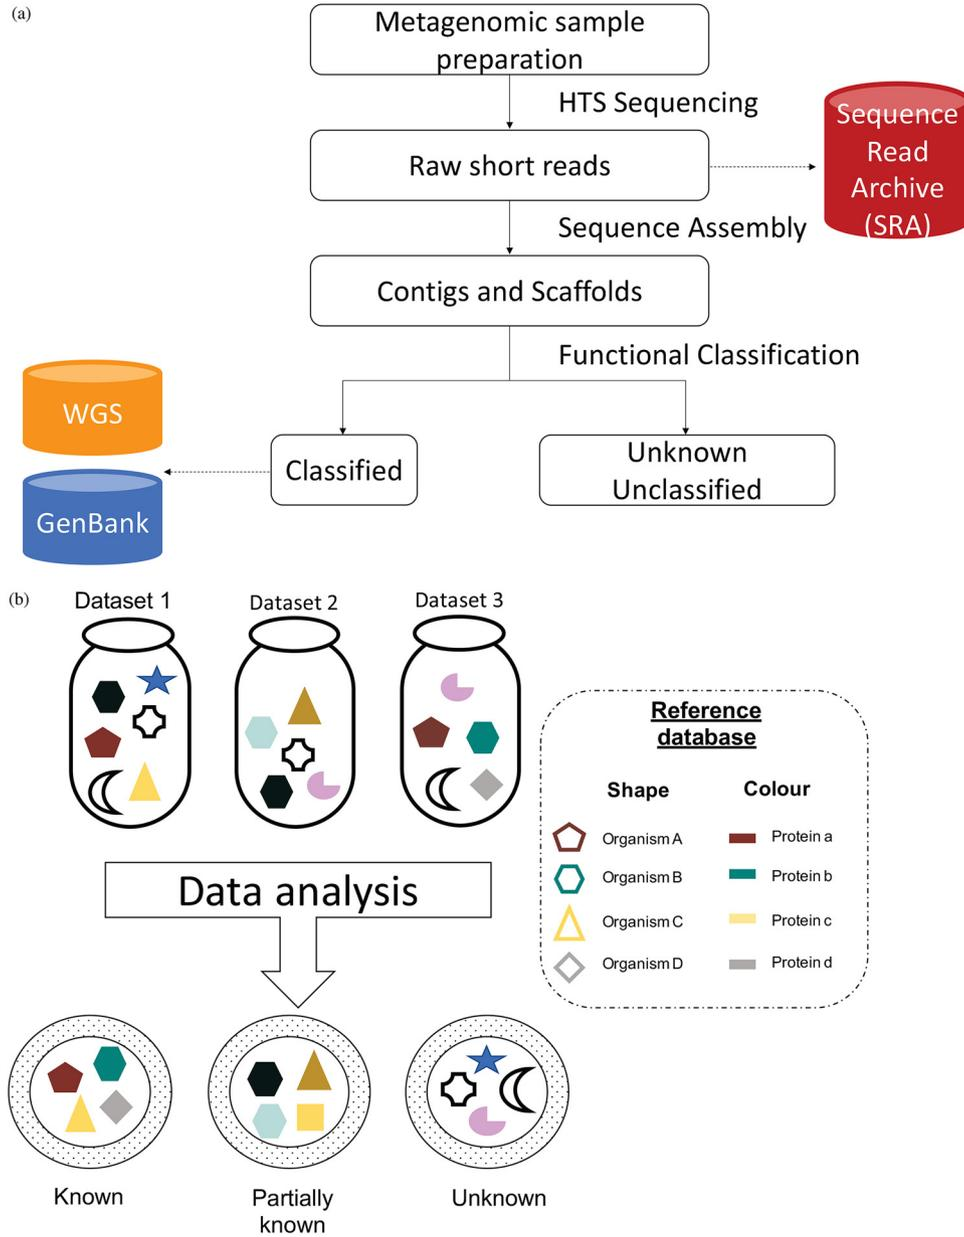 (a)
Metagenomic sample
preparation
HTS Sequencing
Raw short reads
Sequence
Read
Archive
(SRA)
Sequence Assembly
Contigs and Scaffolds
Functional Classification
WGS
GenBank
Classified
Unknown
Unclassified
(b)
Dataset 1
Dataset 2
Dataset 3
Reference
database
Shape
Colour
Organism A
Protein a
Organism B
Protein b
Organism C
Protein c
Organism D
Protein d
Data analysis
Known
Partially
known
Unknown